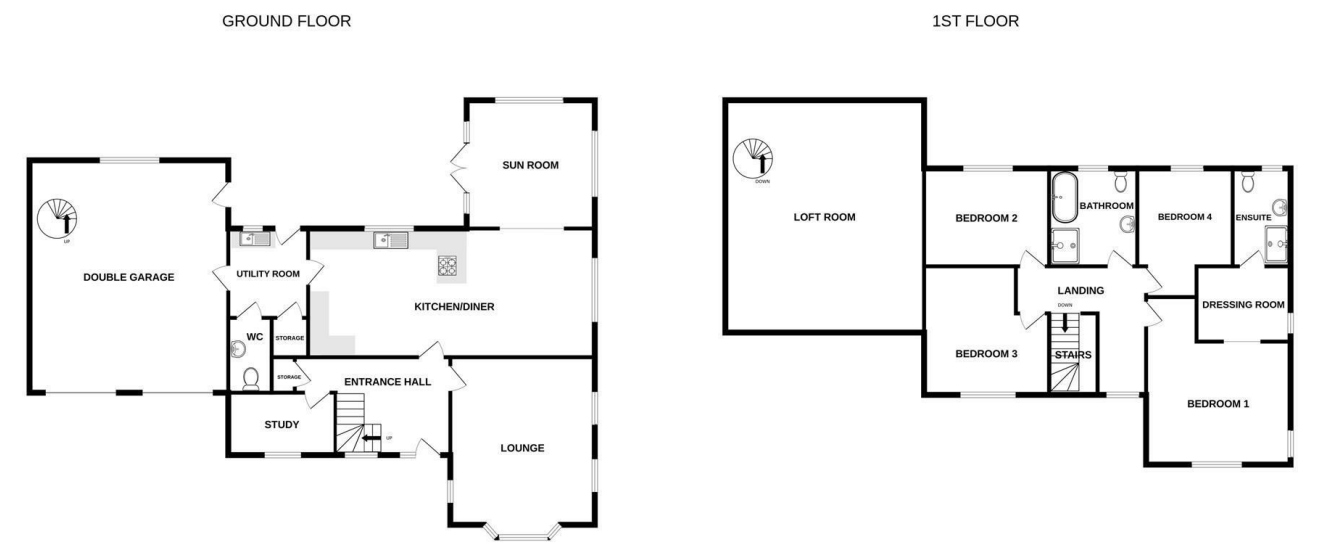 GROUND FLOOR
SUN ROOM
UP
DOUBLE GARAGE
UTILITY ROOM
KITCHEN/DINER
WC
STORAGE
STORAGE
ENTRANCE HALL
STUDY
UP
LOUNGE
1ST FLOOR
DOWN
LOFT ROOM
BEDROOM 2
BATHROOM
BEDROOM 4
ENSUITE
LANDING
DOWN
DRESSING ROOM
BEDROOM 3
STAIRS
BEDROOM 1